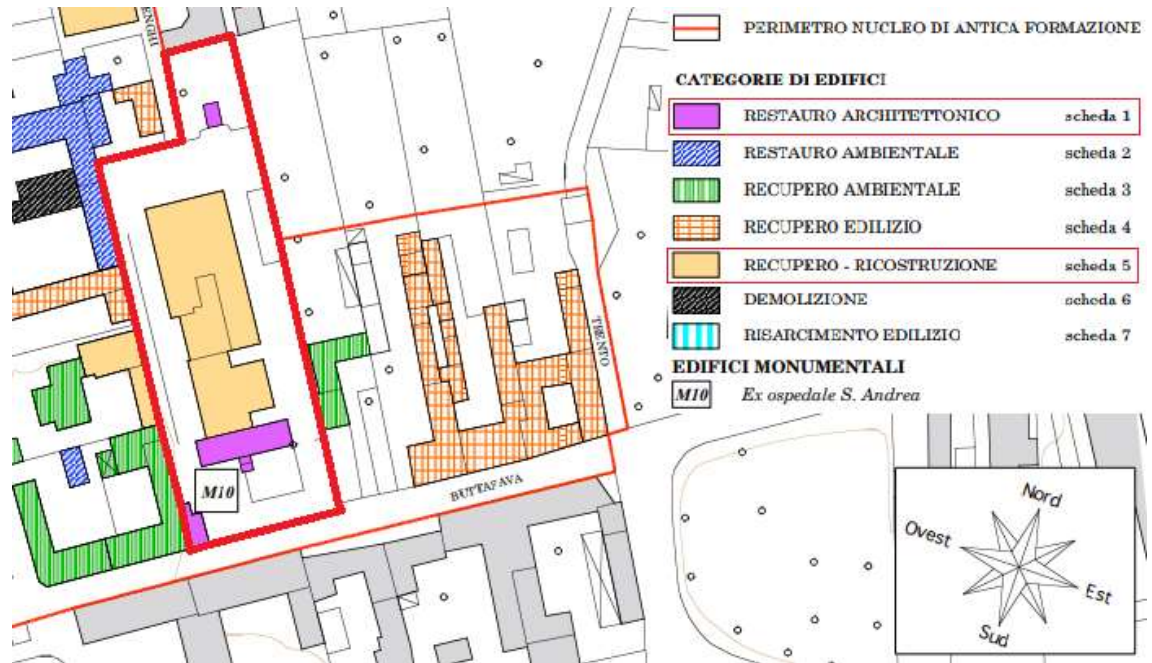 PERIMETRO NUCLEO DI ANTICA FORMAZIONE
CATEGORIE DI EDIFICI
RESTAURO ARCHITETTONICO scheda 1
RESTAURO AMBIENTALE scheda 2
RECUPERO AMBIENTALE scheda 3
RECUPERO EDILIZIO scheda 4
RECUPERO - RICOSTRUZIONE scheda 5
DEMOLIZIONE scheda 6
RISARCIMENTO EDILIZIO scheda 7
EDIFICI MONUMENTALI
M10 Ex ospedale S. Andrea
TRENTO
M10
BUTTAFAVA
Nord
Ovest
Est
Sud